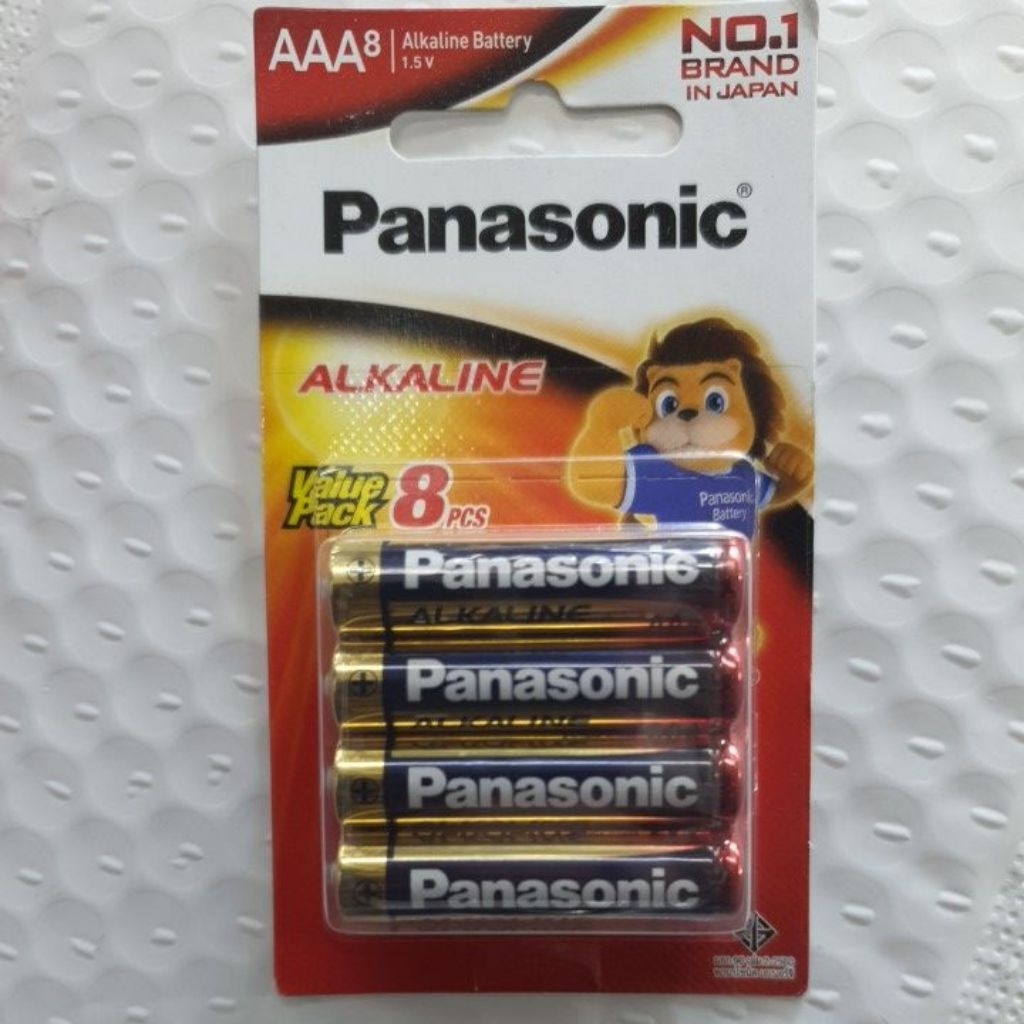 AAA8
Alkaline Battery
1.5 V
NO.1
BRAND
IN JAPAN
Panasonic®
ALKALINE
Value
Pack
8 PCS
Panasonic
Battery
Panasonic
ALKALINE
Panasonic
ALKALINE
Panasonic
Panasonic